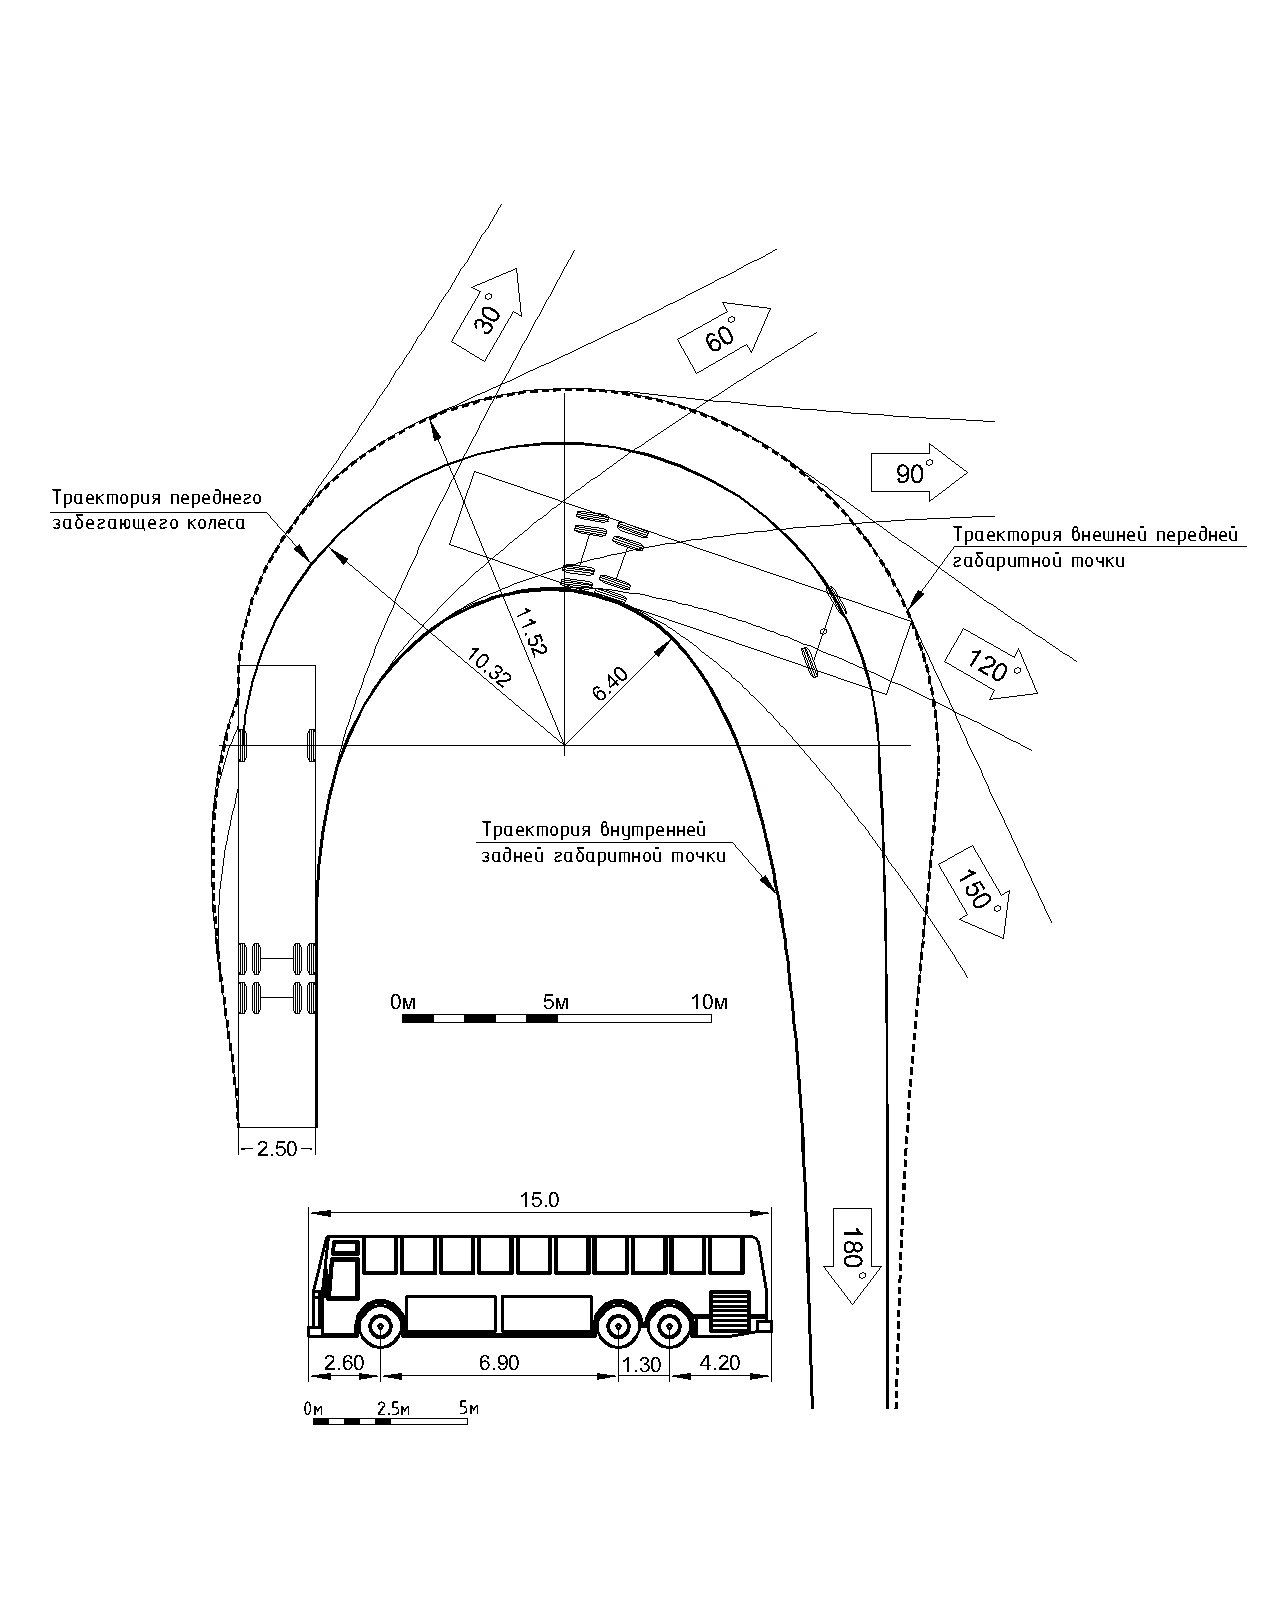 30°
60°
90°
Траектория переднего
забегающего колеса
Траектория внешней передней
габаритной точки
11.52
10.32
6.40
120°
Траектория внутренней
задней габаритной точки
150°
0м 5м 10м
2.50
15.0
180°
2.60 6.90 1.30 4.20
0м 2.5м 5м